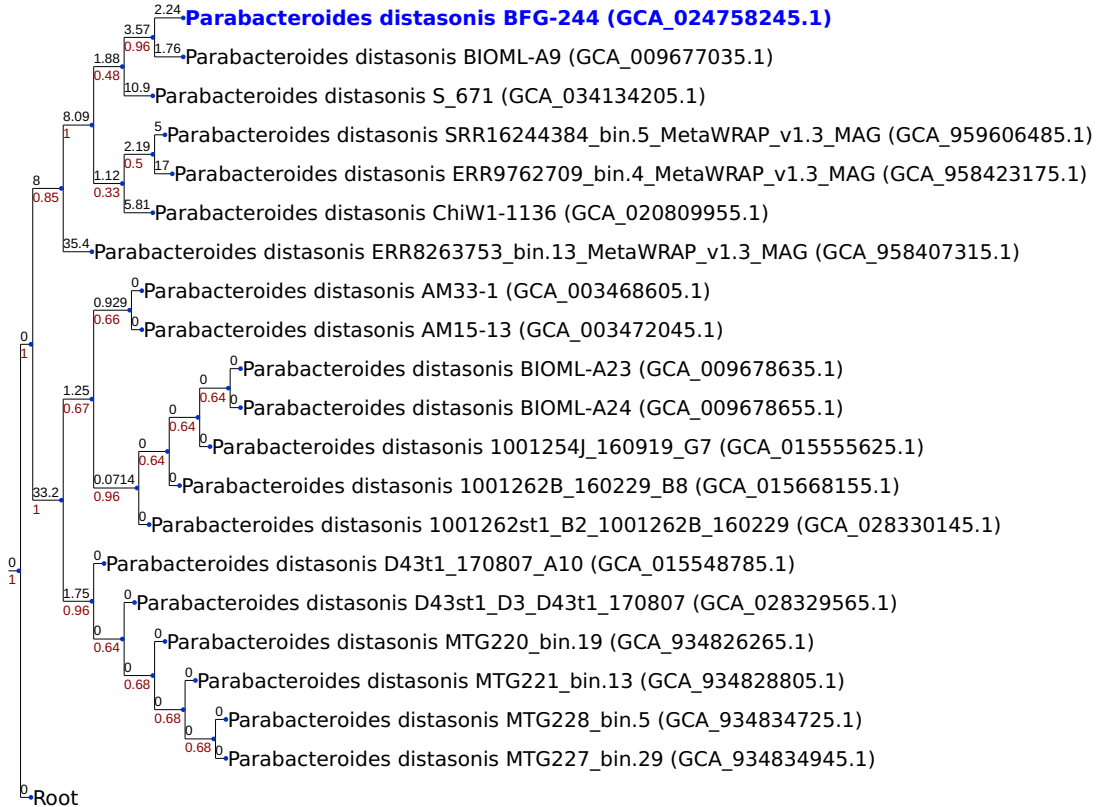 2.24
Parabacteroides distasonis BFG-244 (GCA_024758245.1)
3.57
0.96
1.76
Parabacteroides distasonis BIOML-A9 (GCA_009677035.1)
1.88
0.48
10.9
Parabacteroides distasonis S_671 (GCA_034134205.1)
8.09
1
5
Parabacteroides distasonis SRR16244384_bin.5_MetaWRAP_v1.3_MAG (GCA_959606485.1)
2.19
0.5
17
Parabacteroides distasonis ERR9762709_bin.4_MetaWRAP_v1.3_MAG (GCA_958423175.1)
1.12
0.33
8
0.85
5.81
Parabacteroides distasonis ChiW1-1136 (GCA_020809955.1)
35.4
Parabacteroides distasonis ERR8263753_bin.13_MetaWRAP_v1.3_MAG (GCA_958407315.1)
0
Parabacteroides distasonis AM33-1 (GCA_003468605.1)
0.929
0.66
0
Parabacteroides distasonis AM15-13 (GCA_003472045.1)
0
1
0
Parabacteroides distasonis BIOML-A23 (GCA_009678635.1)
0
0.64
1.25
0.67
0
Parabacteroides distasonis BIOML-A24 (GCA_009678655.1)
0
0.64
0
Parabacteroides distasonis 1001254J_160919_G7 (GCA_015555625.1)
0
0.64
0
Parabacteroides distasonis 1001262B_160229_B8 (GCA_015668155.1)
0.0714
0.96
33.2
1
0
Parabacteroides distasonis 1001262st1_B2_1001262B_160229 (GCA_028330145.1)
0
Parabacteroides distasonis D43t1_170807_A10 (GCA_015548785.1)
0
1
1.75
0.96
0
Parabacteroides distasonis D43st1_D3_D43t1_170807 (GCA_028329565.1)
0
0.64
0
Parabacteroides distasonis MTG220_bin.19 (GCA_934826265.1)
0
0.68
0
Parabacteroides distasonis MTG221_bin.13 (GCA_934828805.1)
0
0.68
0
Parabacteroides distasonis MTG228_bin.5 (GCA_934834725.1)
0
0.68
0
Parabacteroides distasonis MTG227_bin.29 (GCA_934834945.1)
0
Root